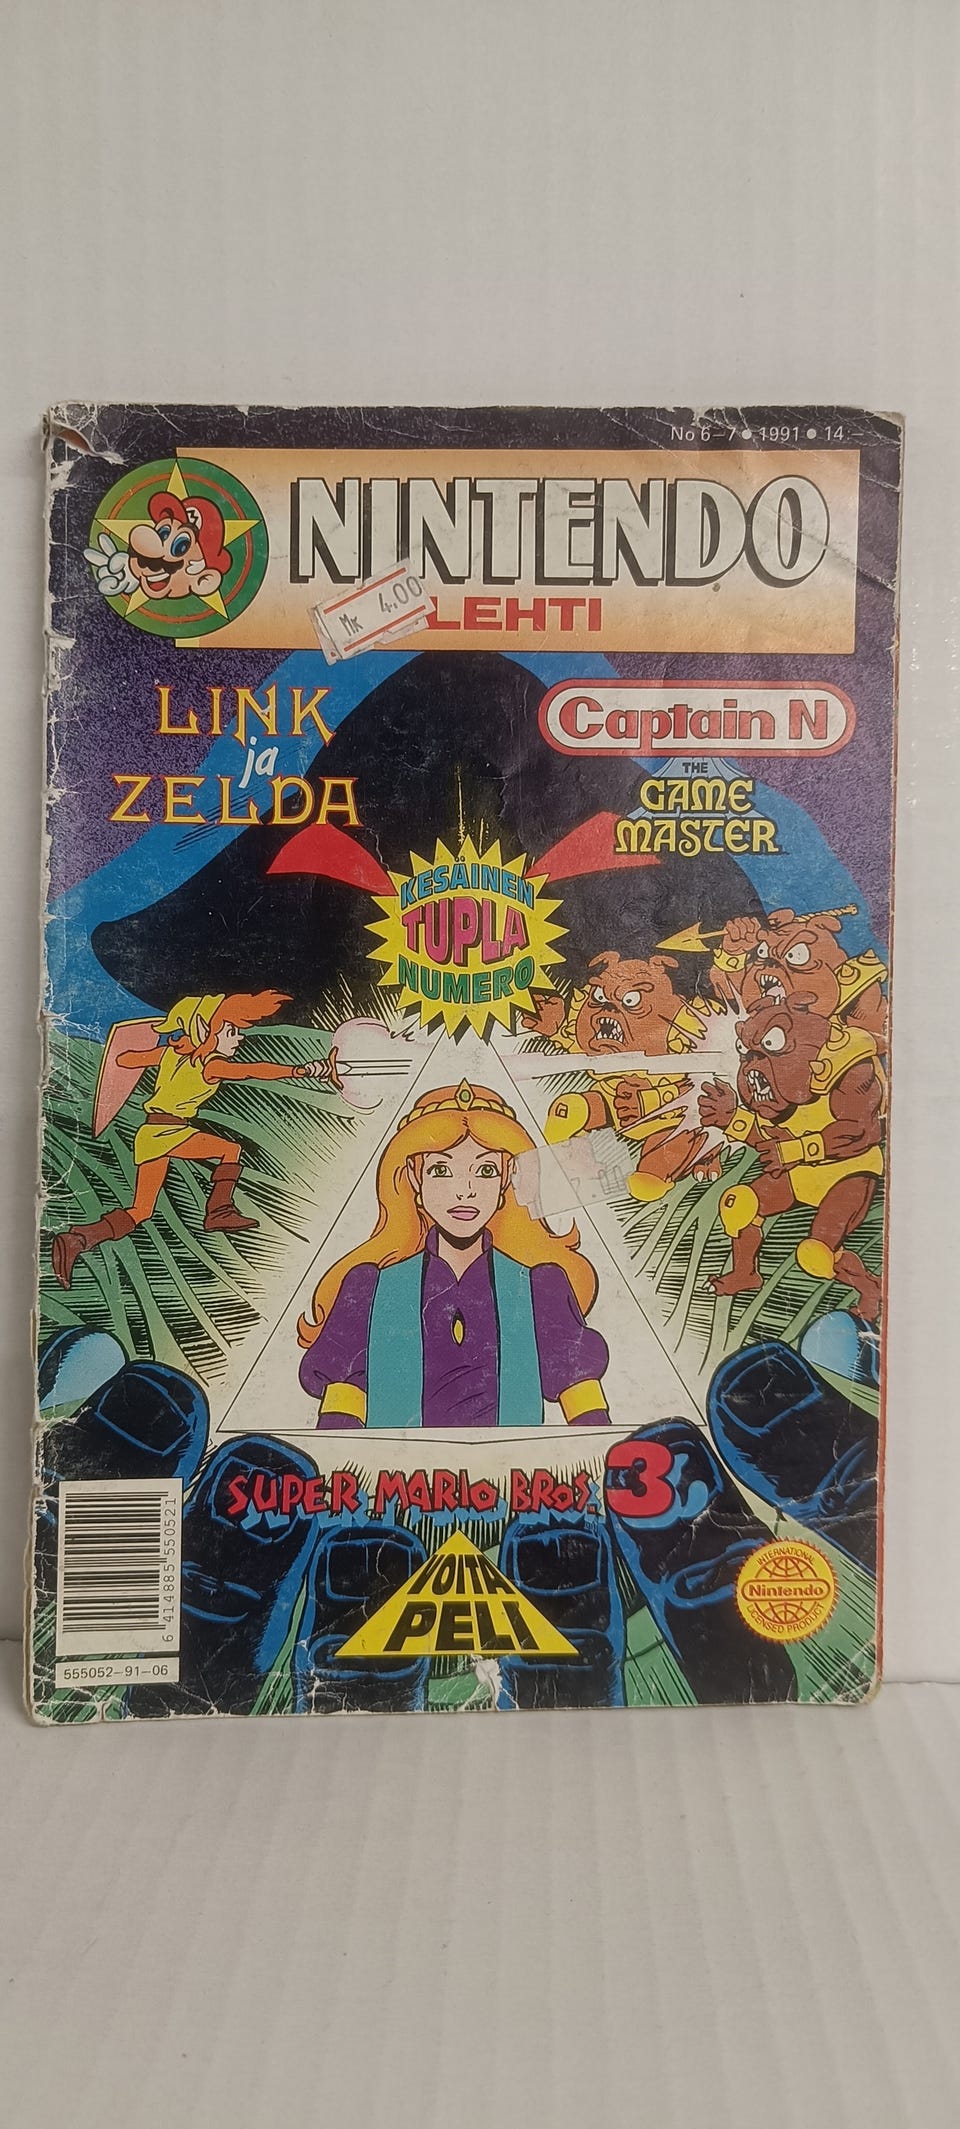 No 6-7 • 1991 • 14-
NINTENDO
LEHTI
Mk 4.00
LINK
ja
ZELDA
Captain N
THE
GAME
MASTER
KESÄINEN
TUPLA
NUMERO
SUPER MARIO BROS. 3
VOITA
PELI
INTERNATIONAL
Nintendo
LICENSED PRODUCT
6 414885 550521
555052-91-06